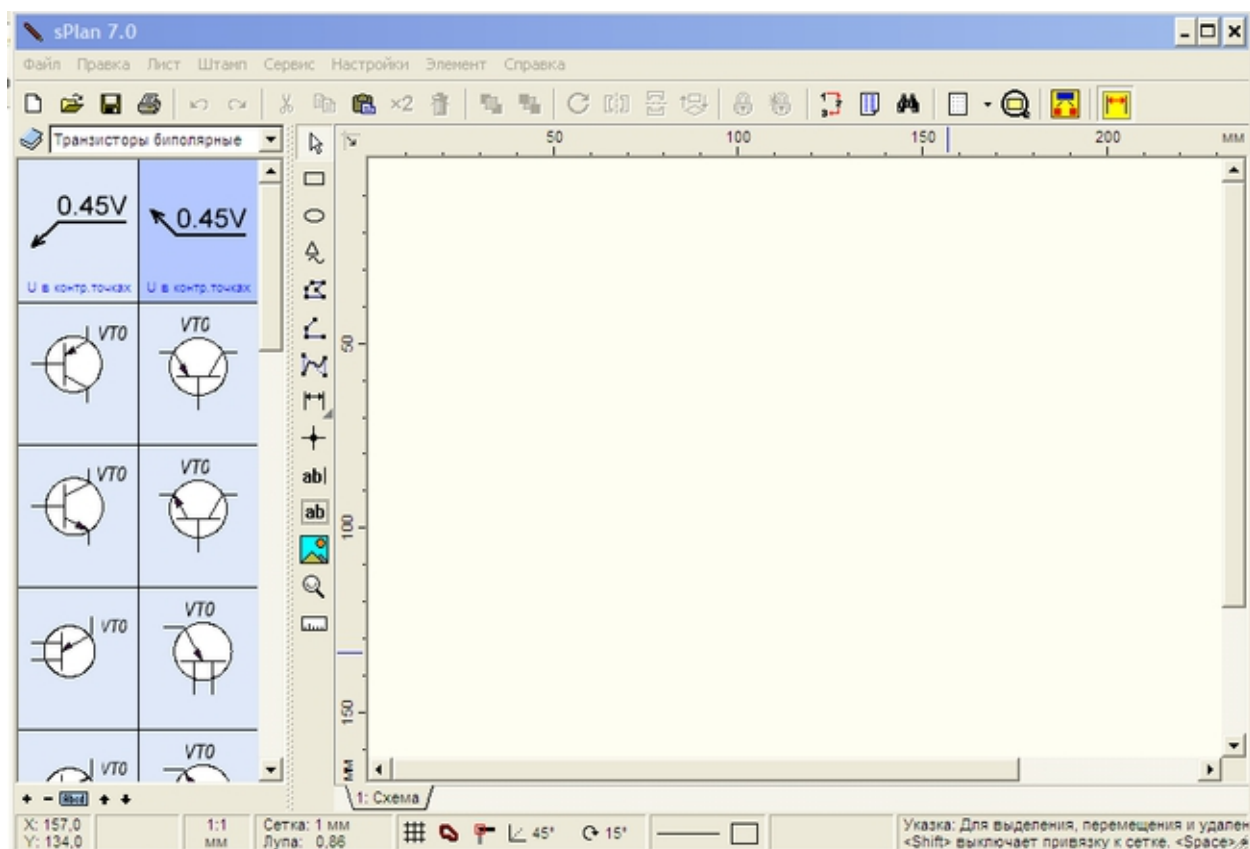 sPlan 7.0
Файл Правка Лист Штамп Сервис Настройки Элемент Справка
×2
Транзисторы биполярные
50 100 150 200 мм
0.45V 0.45V
U в контр.точках U в контр.точках
VT0 VT0
VT0 VT0
VT0 VT0
VT0 VT0
ab|
ab
50
100
150
мм
1: Схема
X: 157,0
Y: 134,0
1:1
мм
Сетка: 1 мм
Лупа: 0,86
45° 15°
Указка: Для выделения, перемещения и удален
<Shift> выключает привязку к сетке, <Space>